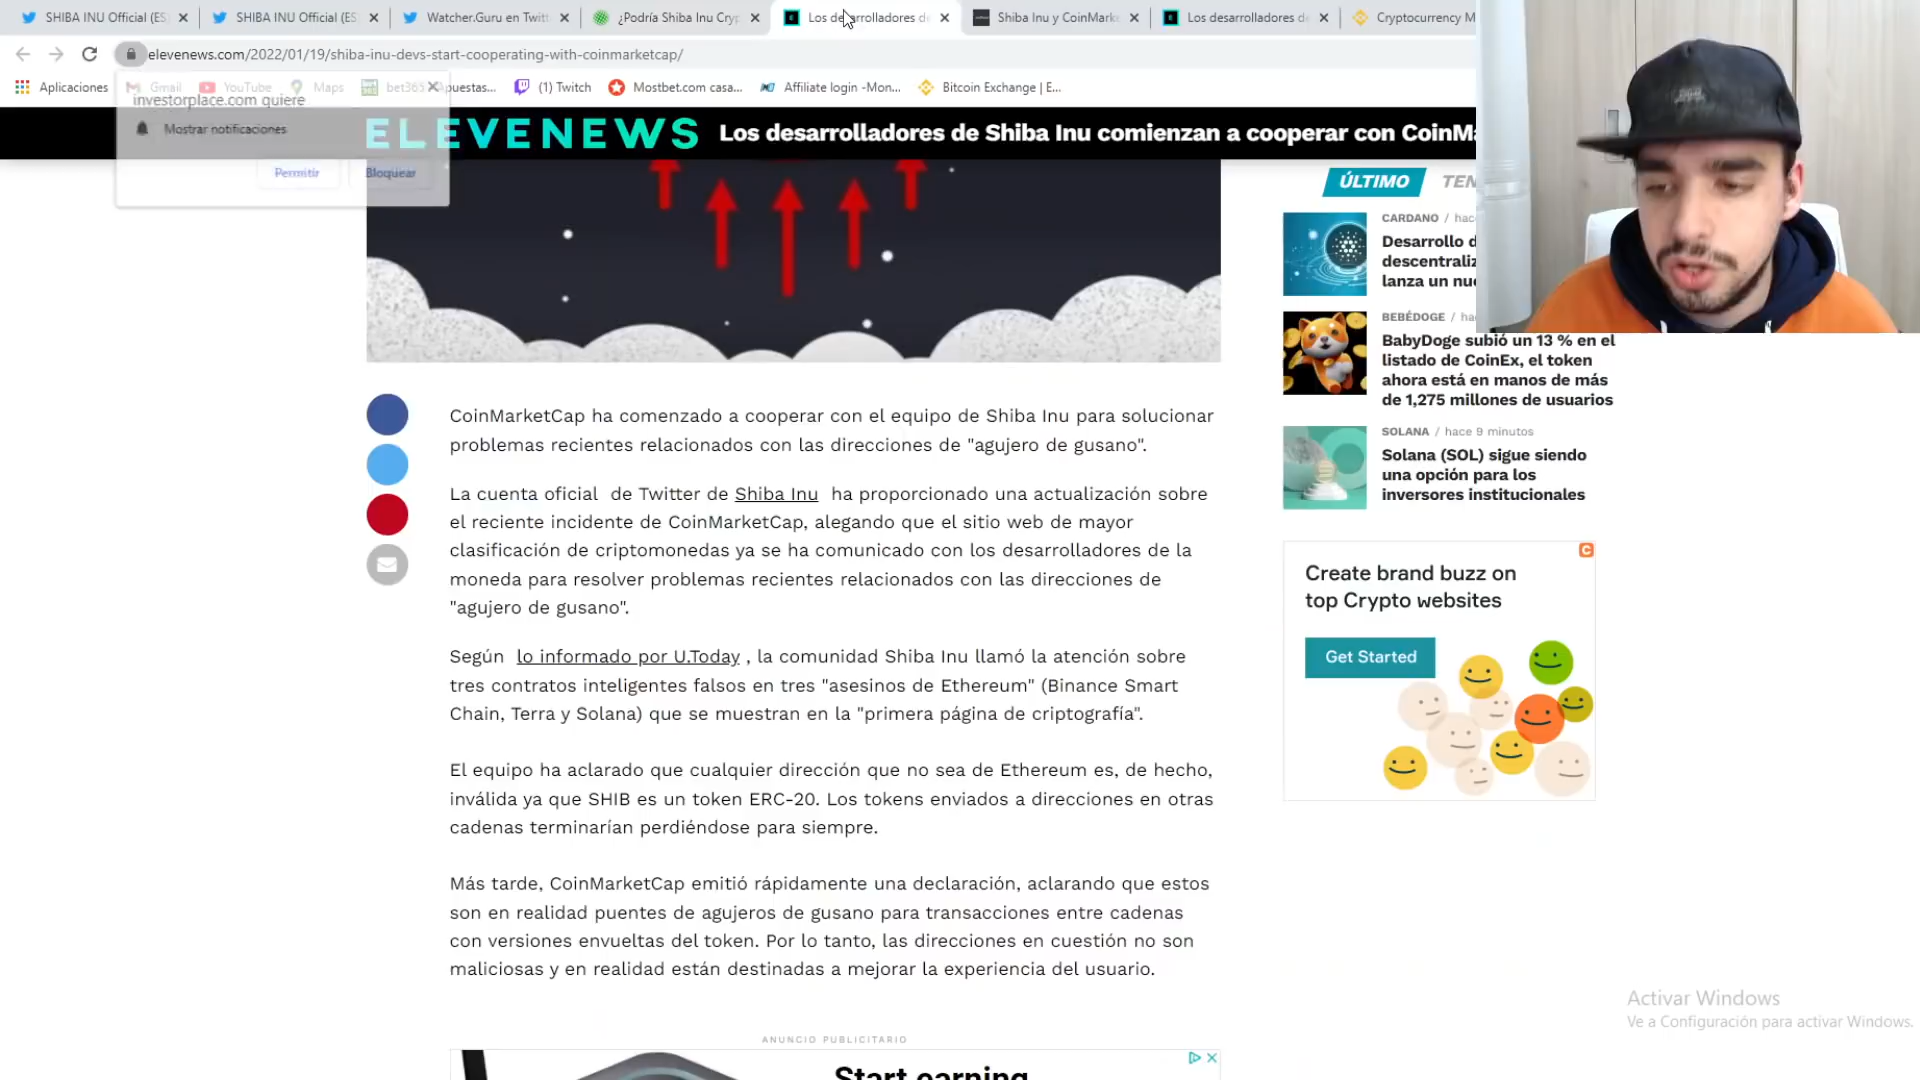 SHIBA INU Official (ES
SHIBA INU Official (ES
Watcher.Guru en Twitt
¿Podría Shiba Inu Cryp
Los desarrolladores de
Shiba Inu y CoinMarke
Los desarrolladores de
Cryptocurrency M
elevenews.com/2022/01/19/shiba-inu-devs-start-cooperating-with-coinmarketcap/
Aplicaciones
Gmail
YouTube
Maps
bet365
Apuestas...
(1) Twitch
Mostbet.com casa...
Affiliate login -Mon...
Bitcoin Exchange | E...
investorplace.com quiere
Mostrar notificaciones
Permitir
Bloquear
ELEVENEWS
Los desarrolladores de Shiba Inu comienzan a cooperar con CoinMa
ÚLTIMO
TEN
CARDANO / hac
Desarrollo d
descentraliz
lanza un nu
BEBÉDOGE / ha
BabyDoge subió un 13 % en el
listado de CoinEx, el token
ahora está en manos de más
de 1,275 millones de usuarios
SOLANA / hace 9 minutos
Solana (SOL) sigue siendo
una opción para los
inversores institucionales
CoinMarketCap ha comenzado a cooperar con el equipo de Shiba Inu para solucionar
problemas recientes relacionados con las direcciones de "agujero de gusano".
La cuenta oficial de Twitter de Shiba Inu ha proporcionado una actualización sobre
el reciente incidente de CoinMarketCap, alegando que el sitio web de mayor
clasificación de criptomonedas ya se ha comunicado con los desarrolladores de la
moneda para resolver problemas recientes relacionados con las direcciones de
"agujero de gusano".
Según lo informado por U.Today , la comunidad Shiba Inu llamó la atención sobre
tres contratos inteligentes falsos en tres "asesinos de Ethereum" (Binance Smart
Chain, Terra y Solana) que se muestran en la "primera página de criptografía".
El equipo ha aclarado que cualquier dirección que no sea de Ethereum es, de hecho,
inválida ya que SHIB es un token ERC-20. Los tokens enviados a direcciones en otras
cadenas terminarían perdiéndose para siempre.
Más tarde, CoinMarketCap emitió rápidamente una declaración, aclarando que estos
son en realidad puentes de agujeros de gusano para transacciones entre cadenas
con versiones envueltas del token. Por lo tanto, las direcciones en cuestión no son
maliciosas y en realidad están destinadas a mejorar la experiencia del usuario.
Create brand buzz on
top Crypto websites
Get Started
Activar Windows
Ve a Configuración para activar Windows.
ANUNCIO PUBLICITARIO
Start earning